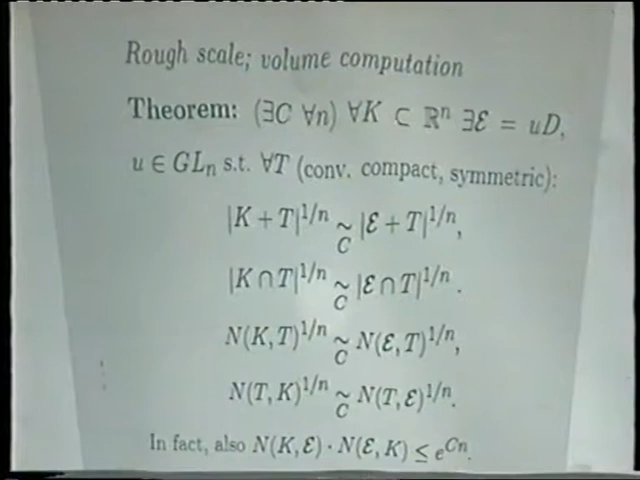 Rough scale; volume computation
Theorem: (∃C ∀n) ∀K ⊂ ℝⁿ ∃ℰ = uD,
u ∈ GLₙ s.t. ∀T (conv. compact, symmetric):
|K + T|^{1/n} ∼_C |ℰ + T|^{1/n},
|K ∩ T|^{1/n} ∼_C |ℰ ∩ T|^{1/n}.
N(K, T)^{1/n} ∼_C N(ℰ, T)^{1/n},
N(T, K)^{1/n} ∼_C N(T, ℰ)^{1/n}.
In fact, also N(K, ℰ) · N(ℰ, K) ≤ e^{Cn}.